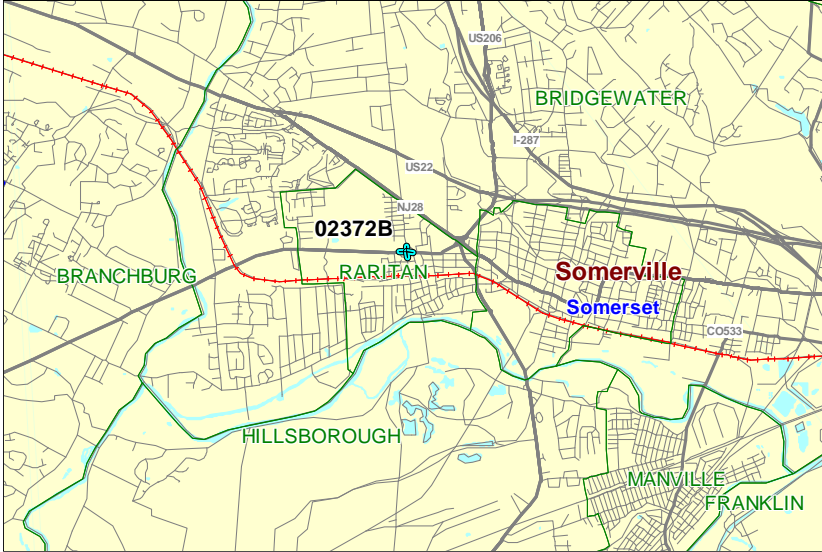 US206
BRIDGEWATER
I-287
US22
NJ28
02372B
BRANCHBURG
RARITAN
Somerville
Somerset
CO533
HILLSBOROUGH
MANVILLE
FRANKLIN